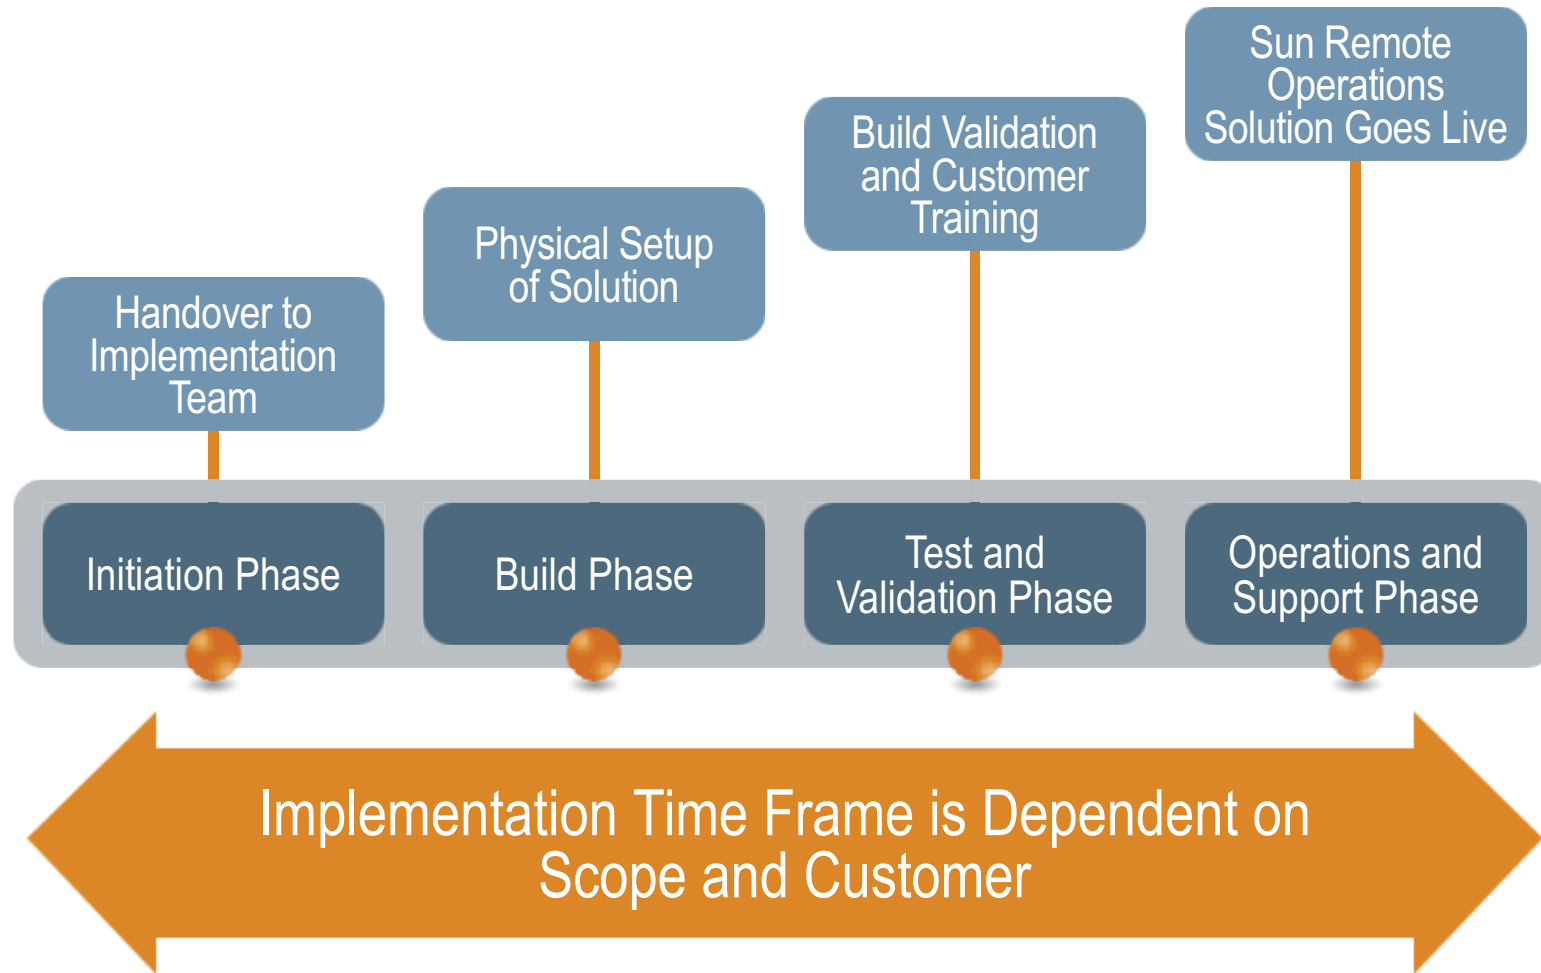 Sun Remote
Operations
Solution Goes Live
Build Validation
and Customer
Training
Physical Setup
of Solution
Handover to
Implementation
Team
Initiation Phase
Build Phase
Test and
Validation Phase
Operations and
Support Phase
Implementation Time Frame is Dependent on
Scope and Customer